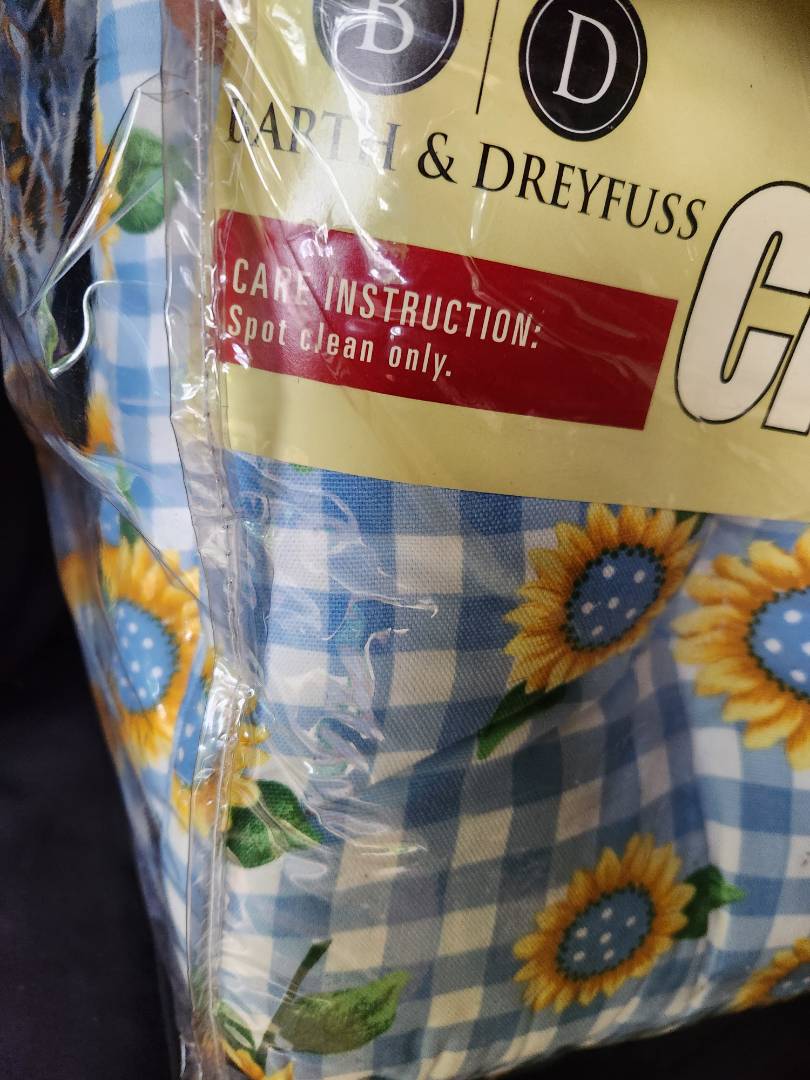 B D
BARTH & DREYFUSS
CARE INSTRUCTION:
Spot clean only.